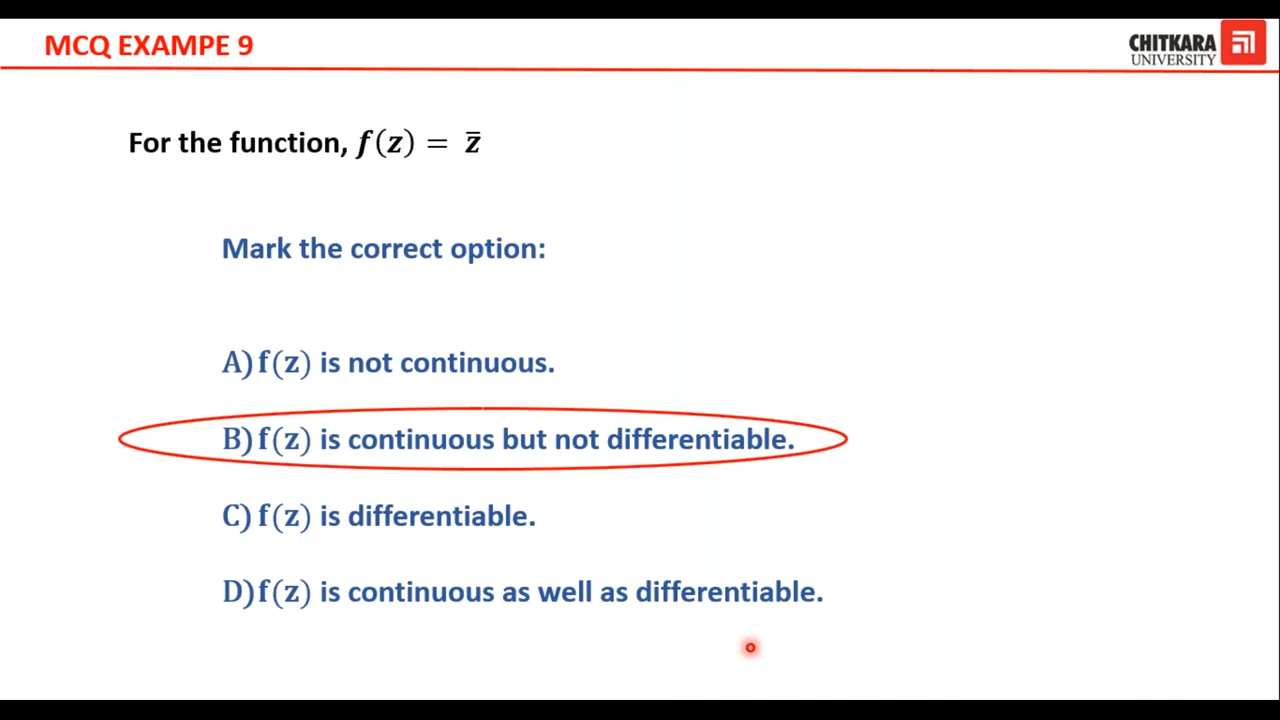 MCQ EXAMPE 9
CHITKARA
UNIVERSITY
For the function, f(z) = z̅
Mark the correct option:
A) f(z) is not continuous.
B) f(z) is continuous but not differentiable.
C) f(z) is differentiable.
D) f(z) is continuous as well as differentiable.